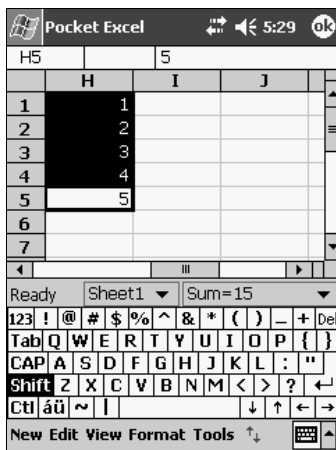 Pocket Excel 5:29 ok
H5 5
H I J
1 1
2 2
3 3
4 4
5 5
6
7
Ready Sheet1 Sum=15
123 ! @ # $ % ^ & * ( ) _ + Del
Tab Q W E R T Y U I O P { }
CAP A S D F G H J K L : "
Shift Z X C V B N M < > ? ↵
Ctl áü ~ | ↓ ↑ ← →
New Edit View Format Tools ↑↓